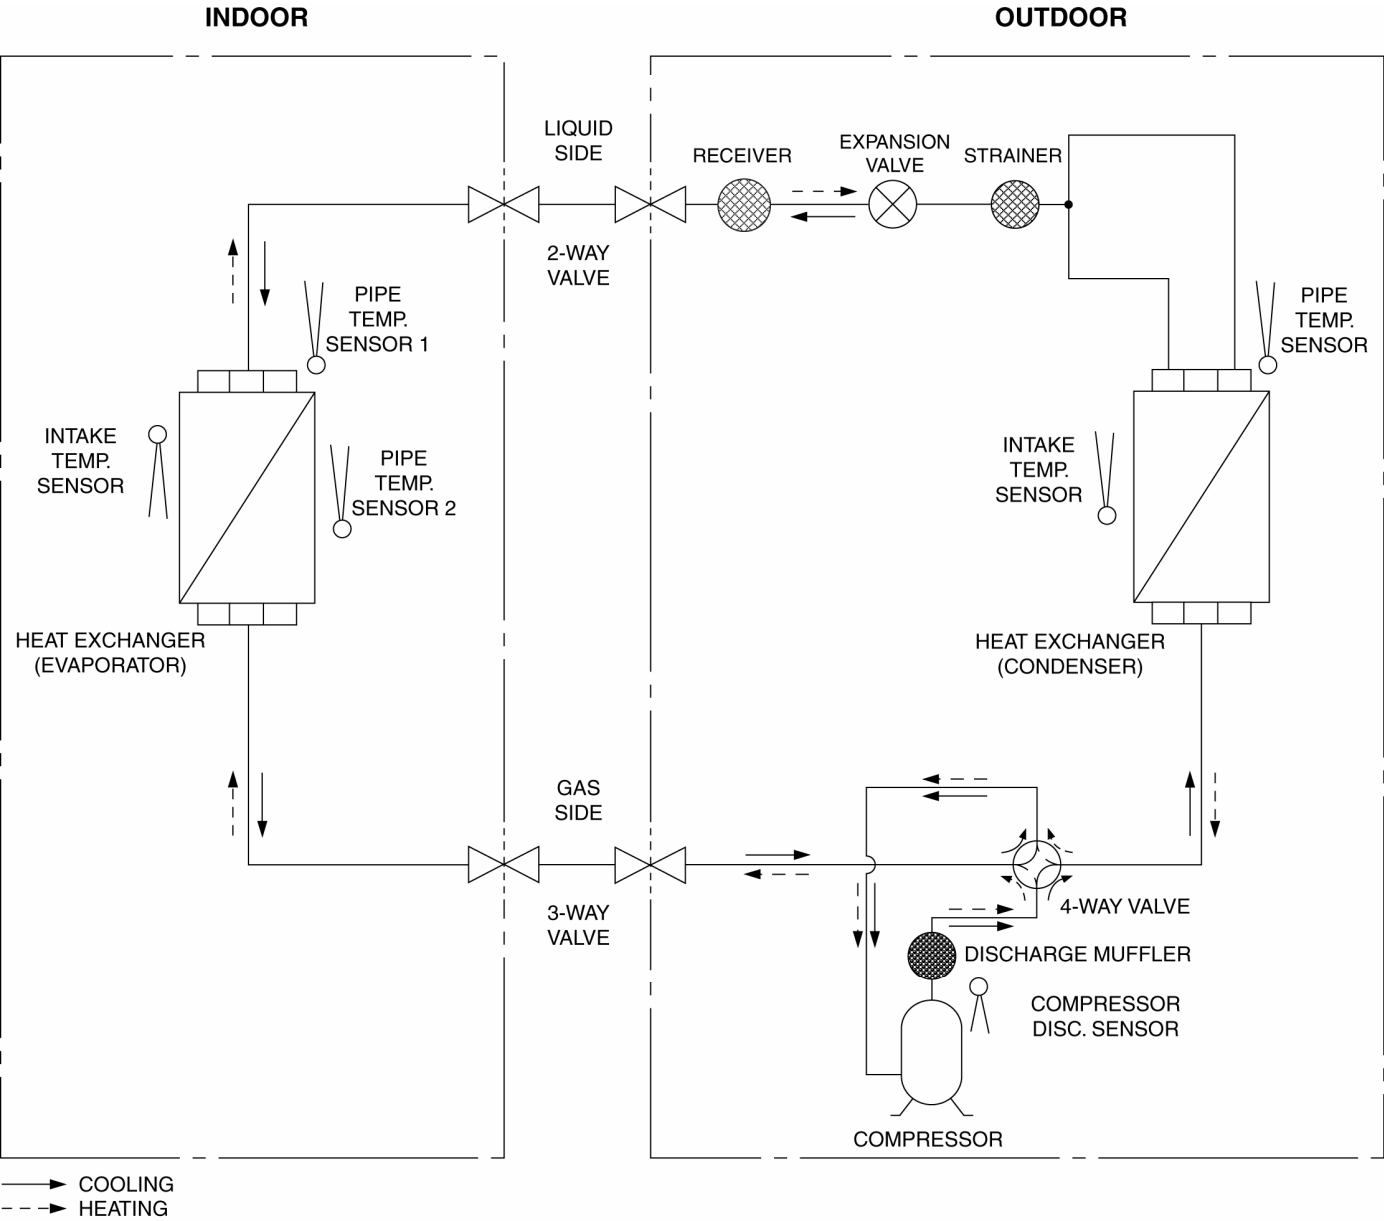 INDOOR
OUTDOOR
LIQUID
SIDE
RECEIVER
EXPANSION
VALVE
STRAINER
2-WAY
VALVE
PIPE
TEMP.
SENSOR 1
PIPE
TEMP.
SENSOR
INTAKE
TEMP.
SENSOR
PIPE
TEMP.
SENSOR 2
INTAKE
TEMP.
SENSOR
HEAT EXCHANGER
(EVAPORATOR)
HEAT EXCHANGER
(CONDENSER)
GAS
SIDE
3-WAY
VALVE
4-WAY VALVE
DISCHARGE MUFFLER
COMPRESSOR
DISC. SENSOR
COMPRESSOR
COOLING
HEATING